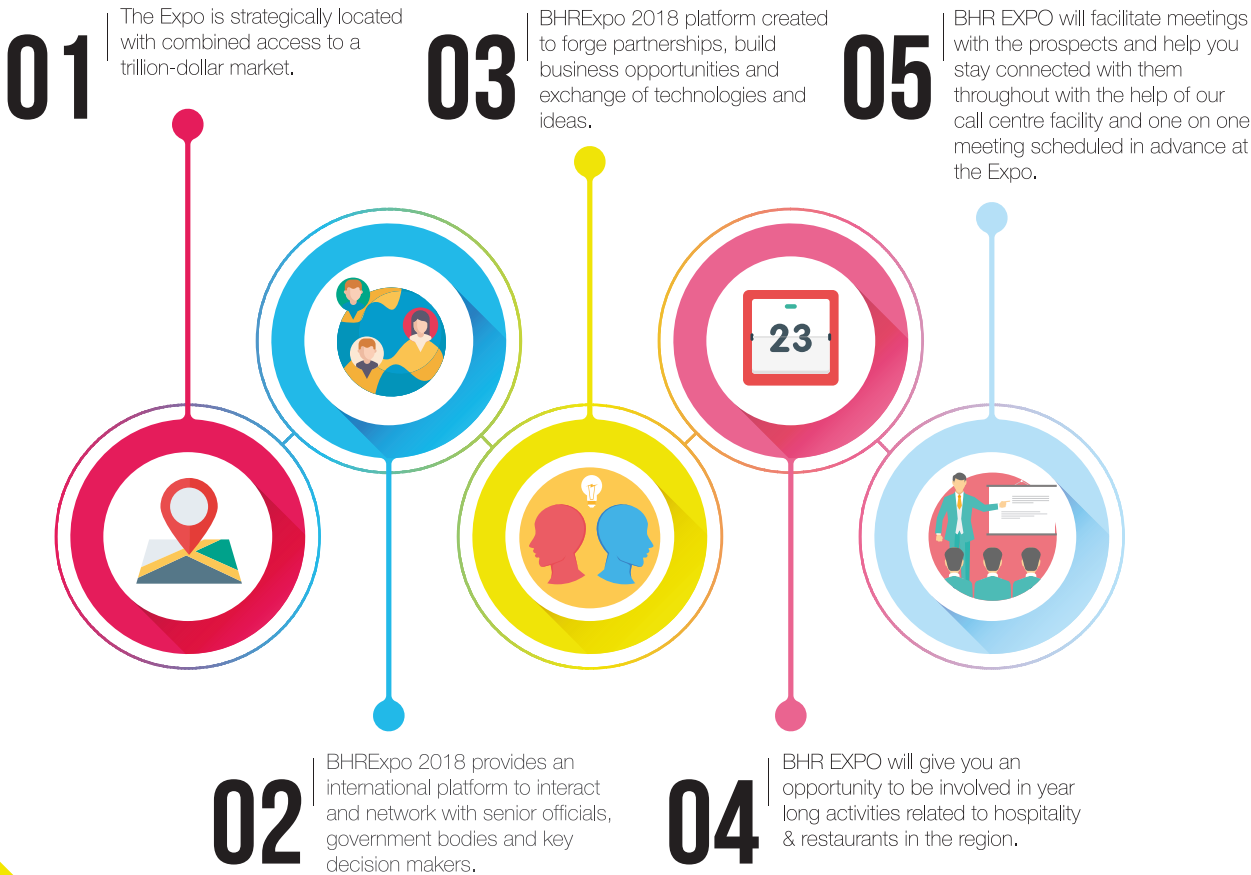 01
The Expo is strategically located
with combined access to a
trillion-dollar market.
03
BHRExpo 2018 platform created
to forge partnerships, build
business opportunities and
exchange of technologies and
ideas.
05
BHR EXPO will facilitate meetings
with the prospects and help you
stay connected with them
throughout with the help of our
call centre facility and one on one
meeting scheduled in advance at
the Expo.
23
02
BHRExpo 2018 provides an
international platform to interact
and network with senior officials,
government bodies and key
decision makers.
04
BHR EXPO will give you an
opportunity to be involved in year
long activities related to hospitality
& restaurants in the region.